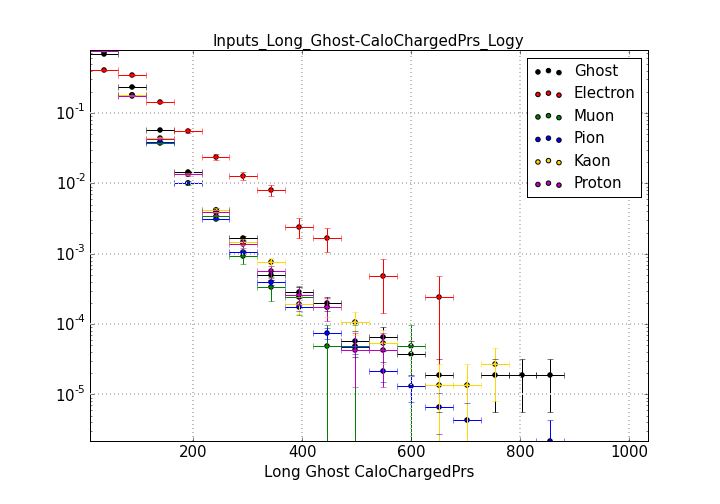 Inputs_Long_Ghost-CaloChargedPrs_Logy
Ghost
Electron
Muon
Pion
Kaon
Proton
10^-1
10^-2
10^-3
10^-4
10^-5
200 400 600 800 1000
Long Ghost CaloChargedPrs